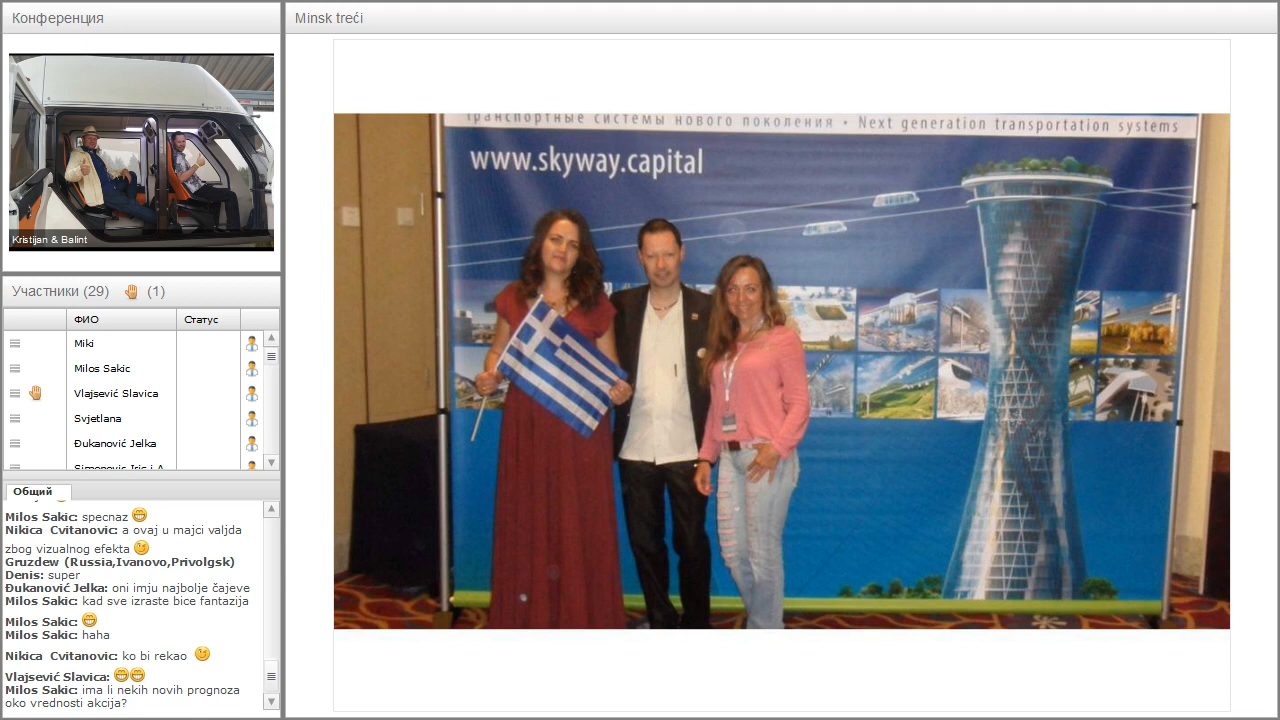 Конференция
Kristijan & Balint
Участники (29) (1)
ФИО Статус
Miki
Milos Sakic
Vlajsević Slavica
Svjetlana
Đukanović Jelka
Общий
Milos Sakic: specnaz
Nikica Cvitanovic: a ovaj u majci valjda
zbog vizualnog efekta
Gruzdew (Russia,Ivanovo,Privolgsk)
Denis: super
Đukanović Jelka: oni imju najbolje čajeve
Milos Sakic: kad sve izraste bice fantazija
Milos Sakic:
Milos Sakic: haha
Nikica Cvitanovic: ko bi rekao
Vlajsević Slavica:
Milos Sakic: ima li nekih novih prognoza
oko vrednosti akcija?
Minsk treći
Транспортные системы нового поколения • Next generation transportation systems
www.skyway.capital